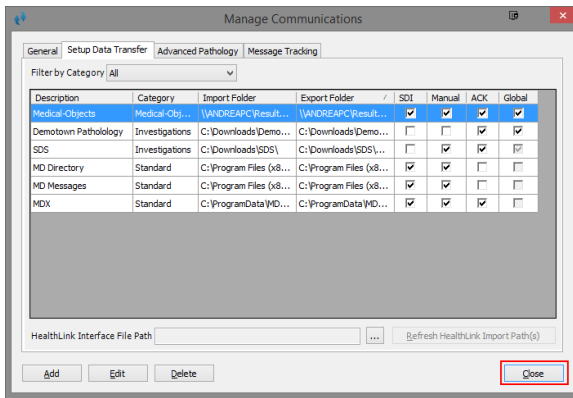 Manage Communications
General Setup Data Transfer Advanced Pathology Message Tracking
Filter by Category All
Description Category Import Folder Export Folder / SDI Manual ACK Global
Medical-Objects Medical-Obj... \\ANDREAPC\Result... \\ANDREAPC\Result...
Demotown Patholology Investigations C:\Downloads\Demo... C:\Downloads\Demo...
SDS Investigations C:\Downloads\SDS\ C:\Downloads\SDS\...
MD Directory Standard C:\Program Files (x8... C:\Program Files (x8...
MD Messages Standard C:\Program Files (x8... C:\Program Files (x8...
MDX Standard C:\ProgramData\MD... C:\ProgramData\MD...
HealthLink Interface File Path ... Refresh HealthLink Import Path(s)
Add Edit Delete Close